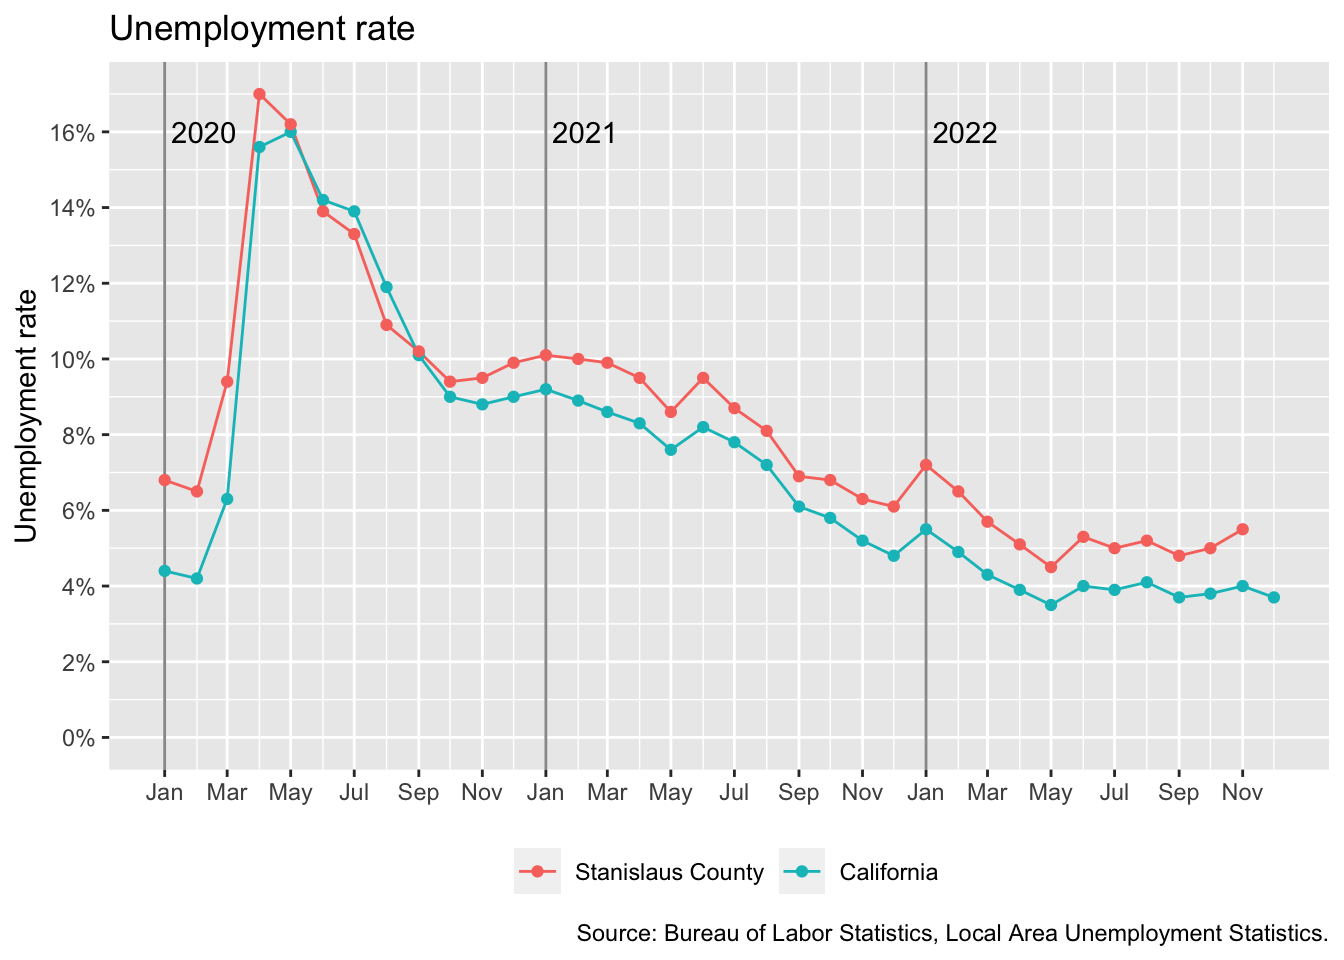 Unemployment rate
2020 2021 2022
16%
14%
12%
10%
8%
6%
4%
2%
0%
Unemployment rate
Jan Mar May Jul Sep Nov Jan Mar May Jul Sep Nov Jan Mar May Jul Sep Nov
Stanislaus County California
Source: Bureau of Labor Statistics, Local Area Unemployment Statistics.